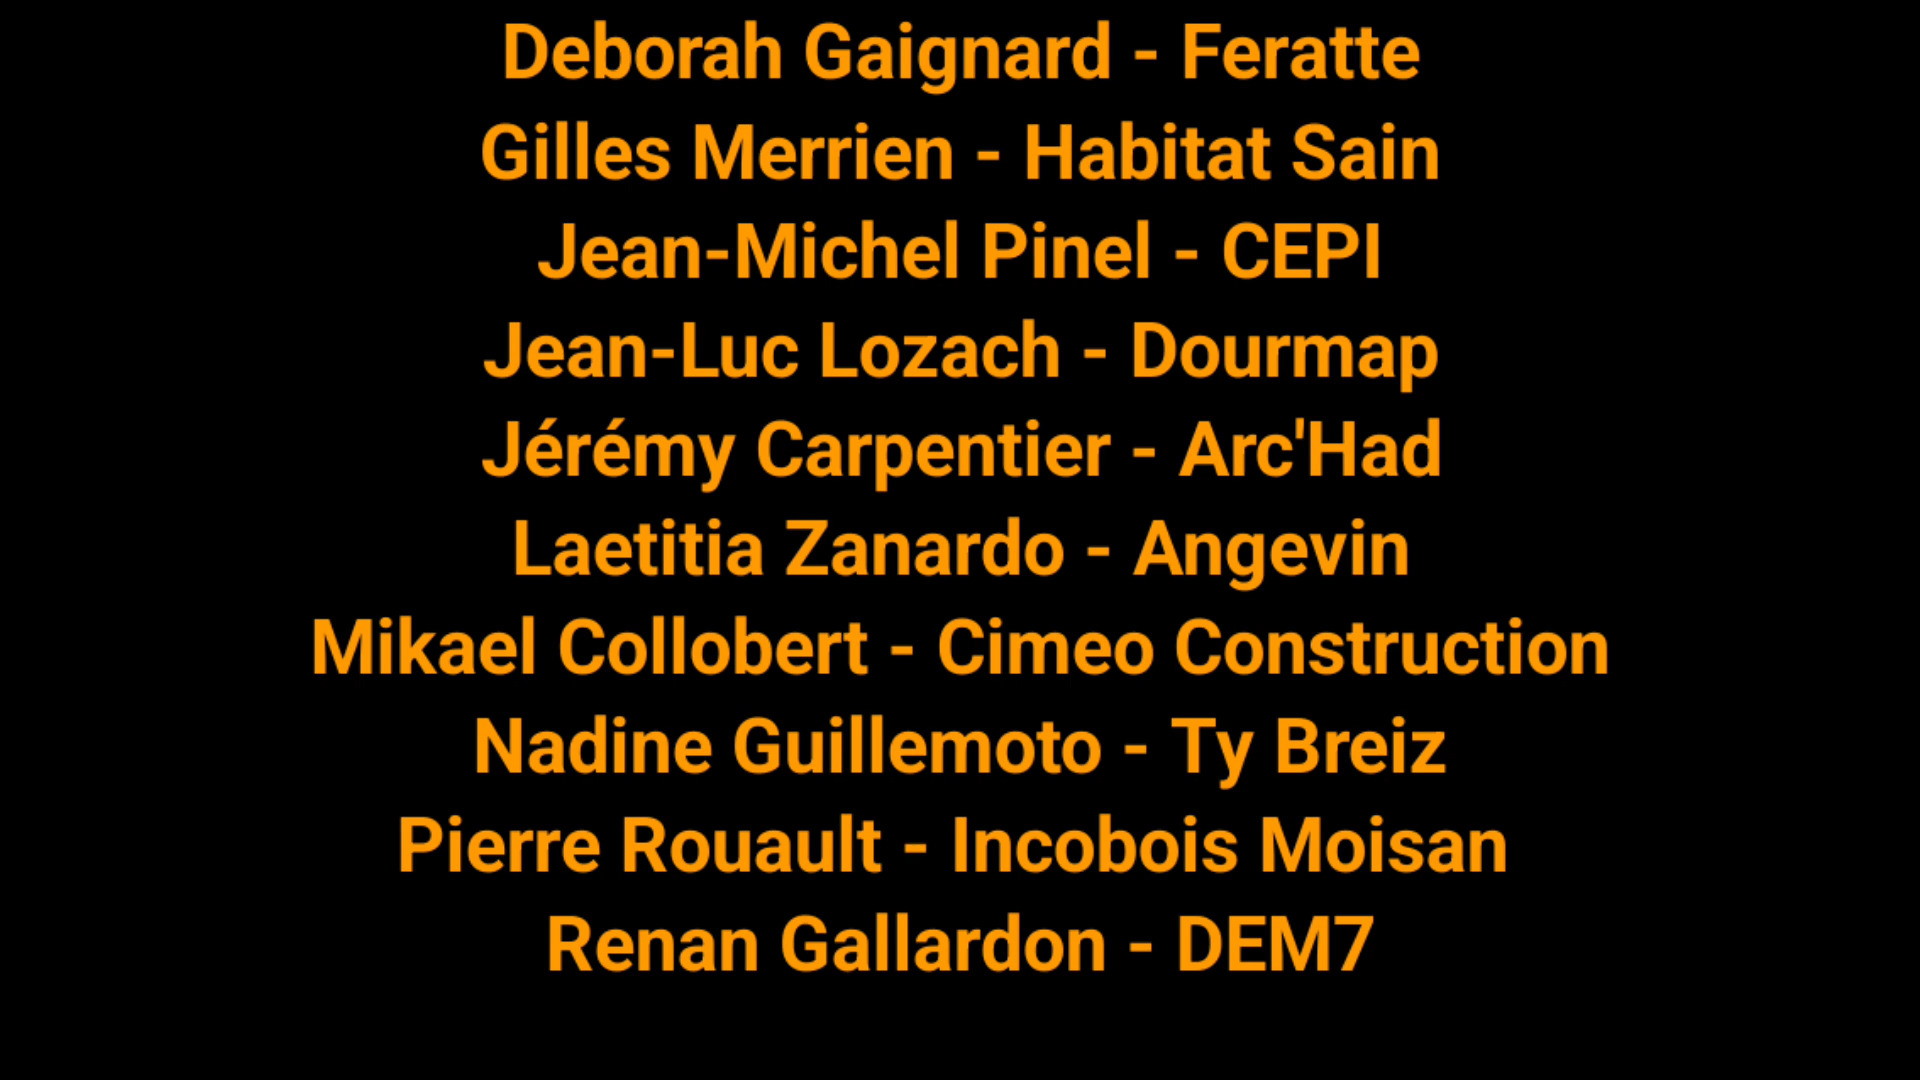 Deborah Gaignard - Feratte
Gilles Merrien - Habitat Sain
Jean-Michel Pinel - CEPI
Jean-Luc Lozach - Dourmap
Jérémy Carpentier - Arc'Had
Laetitia Zanardo - Angevin
Mikael Collobert - Cimeo Construction
Nadine Guillemoto - Ty Breiz
Pierre Rouault - Incobois Moisan
Renan Gallardon - DEM7